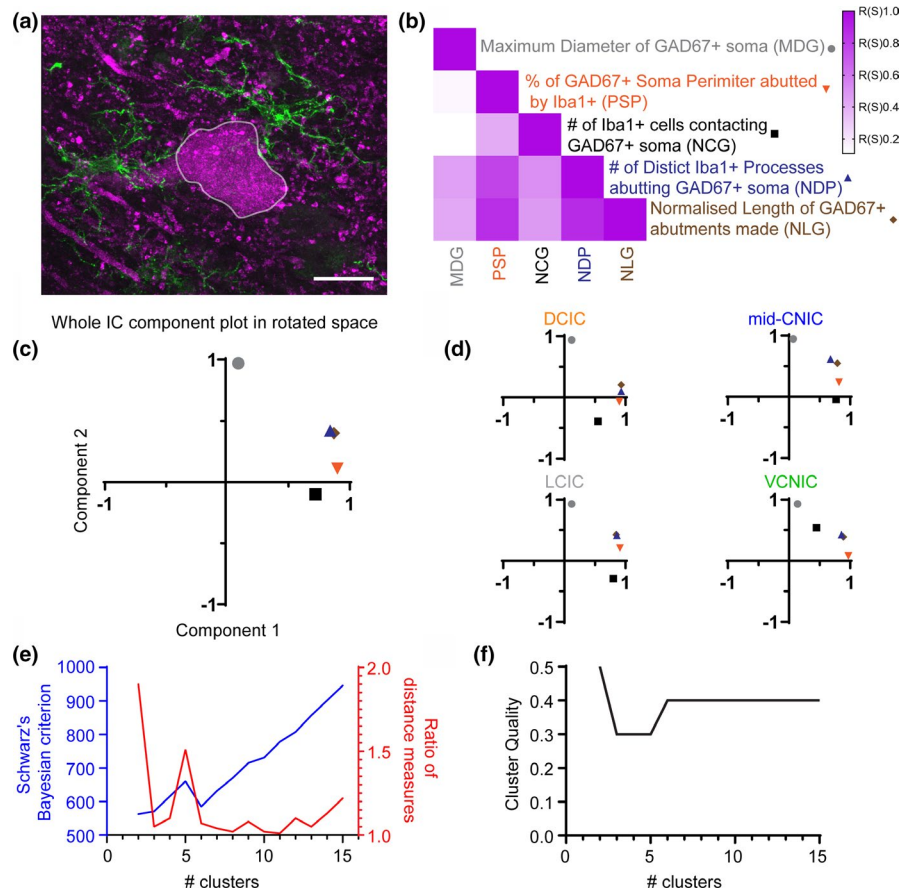 (a)
(b)
Maximum Diameter of GAD67+ soma (MDG)
% of GAD67+ Soma Perimiter abutted
by Iba1+ (PSP)
# of Iba1+ cells contacting
GAD67+ soma (NCG)
# of Distict Iba1+ Processes
abutting GAD67+ soma (NDP)
Normalised Length of GAD67+
abutments made (NLG)
MDG
PSP
NCG
NDP
NLG
R(S)1.0
R(S)0.8
R(S)0.6
R(S)0.4
R(S)0.2
Whole IC component plot in rotated space
(c)
1
-1
1
-1
Component 2
Component 1
(d)
DCIC
1
-1
1
-1
mid-CNIC
1
-1
1
-1
LCIC
1
-1
1
-1
VCNIC
1
-1
1
-1
(e)
Schwarz's
Bayesian criterion
1000
900
800
700
600
500
2.0
1.5
1.0
Ratio of
distance measures
0
5
10
15
# clusters
(f)
Cluster Quality
0.5
0.4
0.3
0.2
0.1
0.0
0
5
10
15
# clusters